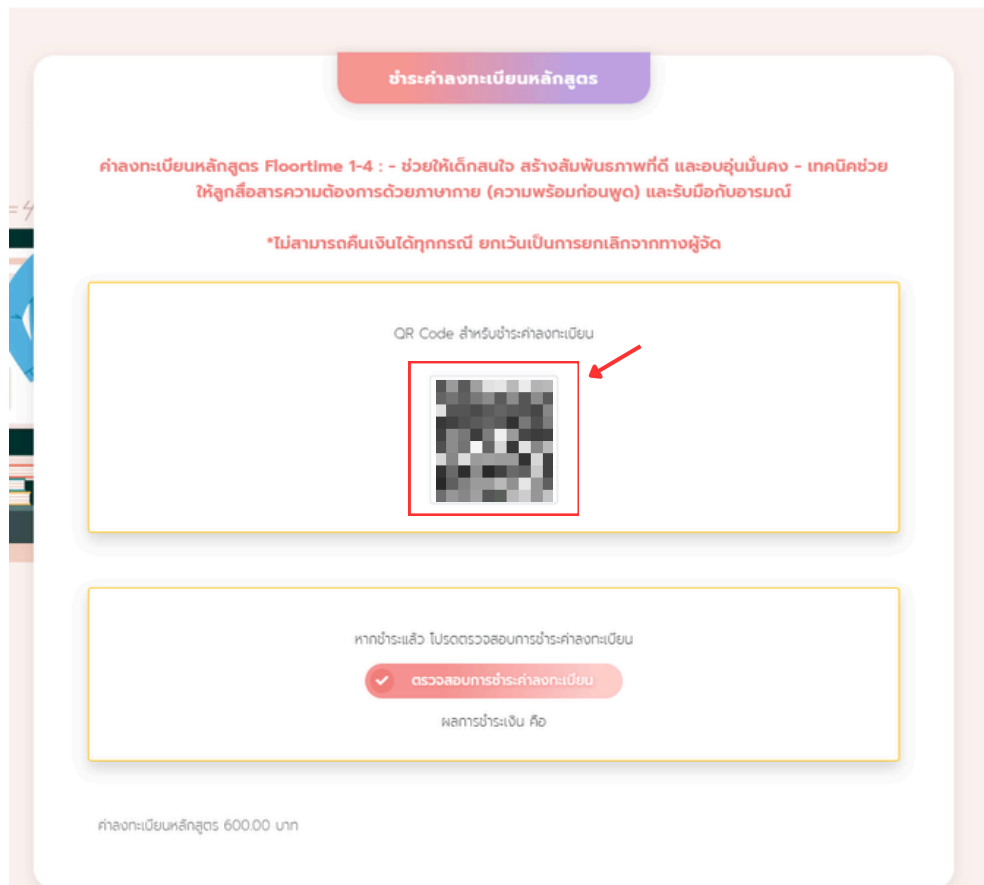 ชำระค่าลงทะเบียนหลักสูตร
ค่าลงทะเบียนหลักสูตร Floortime 1-4 : - ช่วยให้เด็กสนใจ สร้างสัมพันธภาพที่ดี และอบอุ่นมั่นคง - เทคนิคช่วย
ให้ลูกสื่อสารความต้องการด้วยภาษากาย (ความพร้อมก่อนพูด) และรับมือกับอารมณ์
*ไม่สามารถคืนเงินได้ทุกกรณี ยกเว้นเป็นการยกเลิกจากทางผู้จัด
QR Code สำหรับชำระค่าลงทะเบียน
หากชำระแล้ว โปรดตรวจสอบการชำระค่าลงทะเบียน
ตรวจสอบการชำระค่าลงทะเบียน
ผลการชำระเงิน คือ
ค่าลงทะเบียนหลักสูตร 600.00 บาท